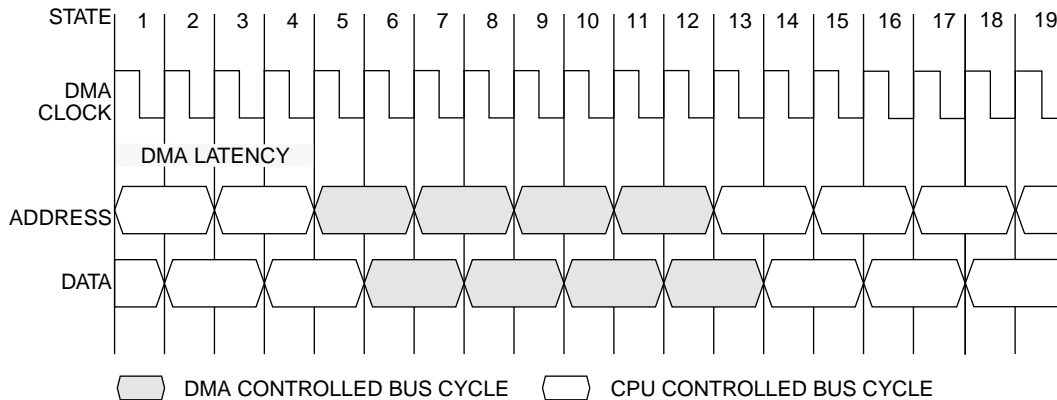 STATE 1 2 3 4 5 6 7 8 9 10 11 12 13 14 15 16 17 18 19
DMA
CLOCK
DMA LATENCY
ADDRESS
DATA
DMA CONTROLLED BUS CYCLE CPU CONTROLLED BUS CYCLE